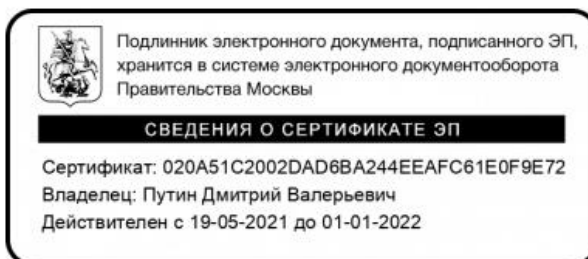 Подлинник электронного документа, подписанного ЭП,
хранится в системе электронного документооборота
Правительства Москвы
СВЕДЕНИЯ О СЕРТИФИКАТЕ ЭП
Сертификат: 020A51C2002DAD6BA244EEAFC61E0F9E72
Владелец: Путин Дмитрий Валерьевич
Действителен с 19-05-2021 до 01-01-2022